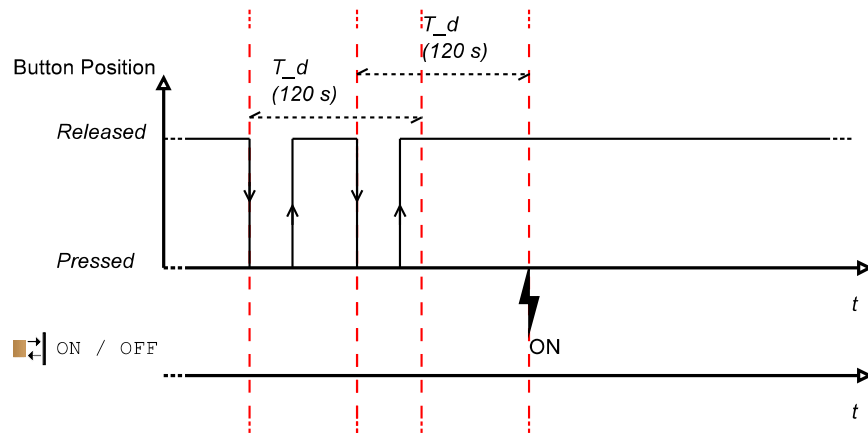 T_d
(120 s)
Button Position
T_d
(120 s)
Released
Pressed
t
ON / OFF
ON
t